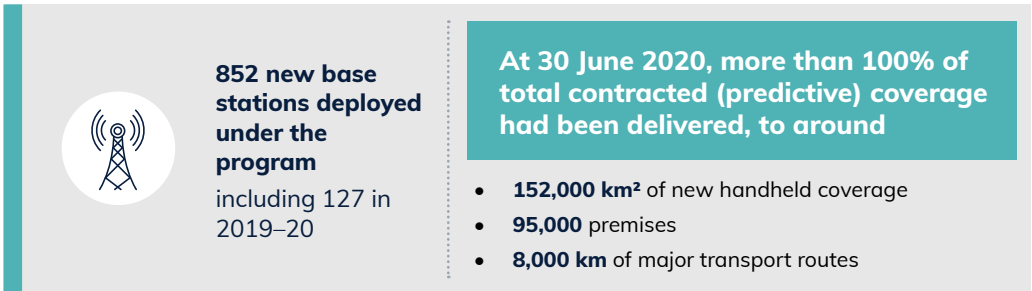 852 new base
stations deployed
under the
program
including 127 in
2019–20
At 30 June 2020, more than 100% of
total contracted (predictive) coverage
had been delivered, to around
• 152,000 km² of new handheld coverage
• 95,000 premises
• 8,000 km of major transport routes